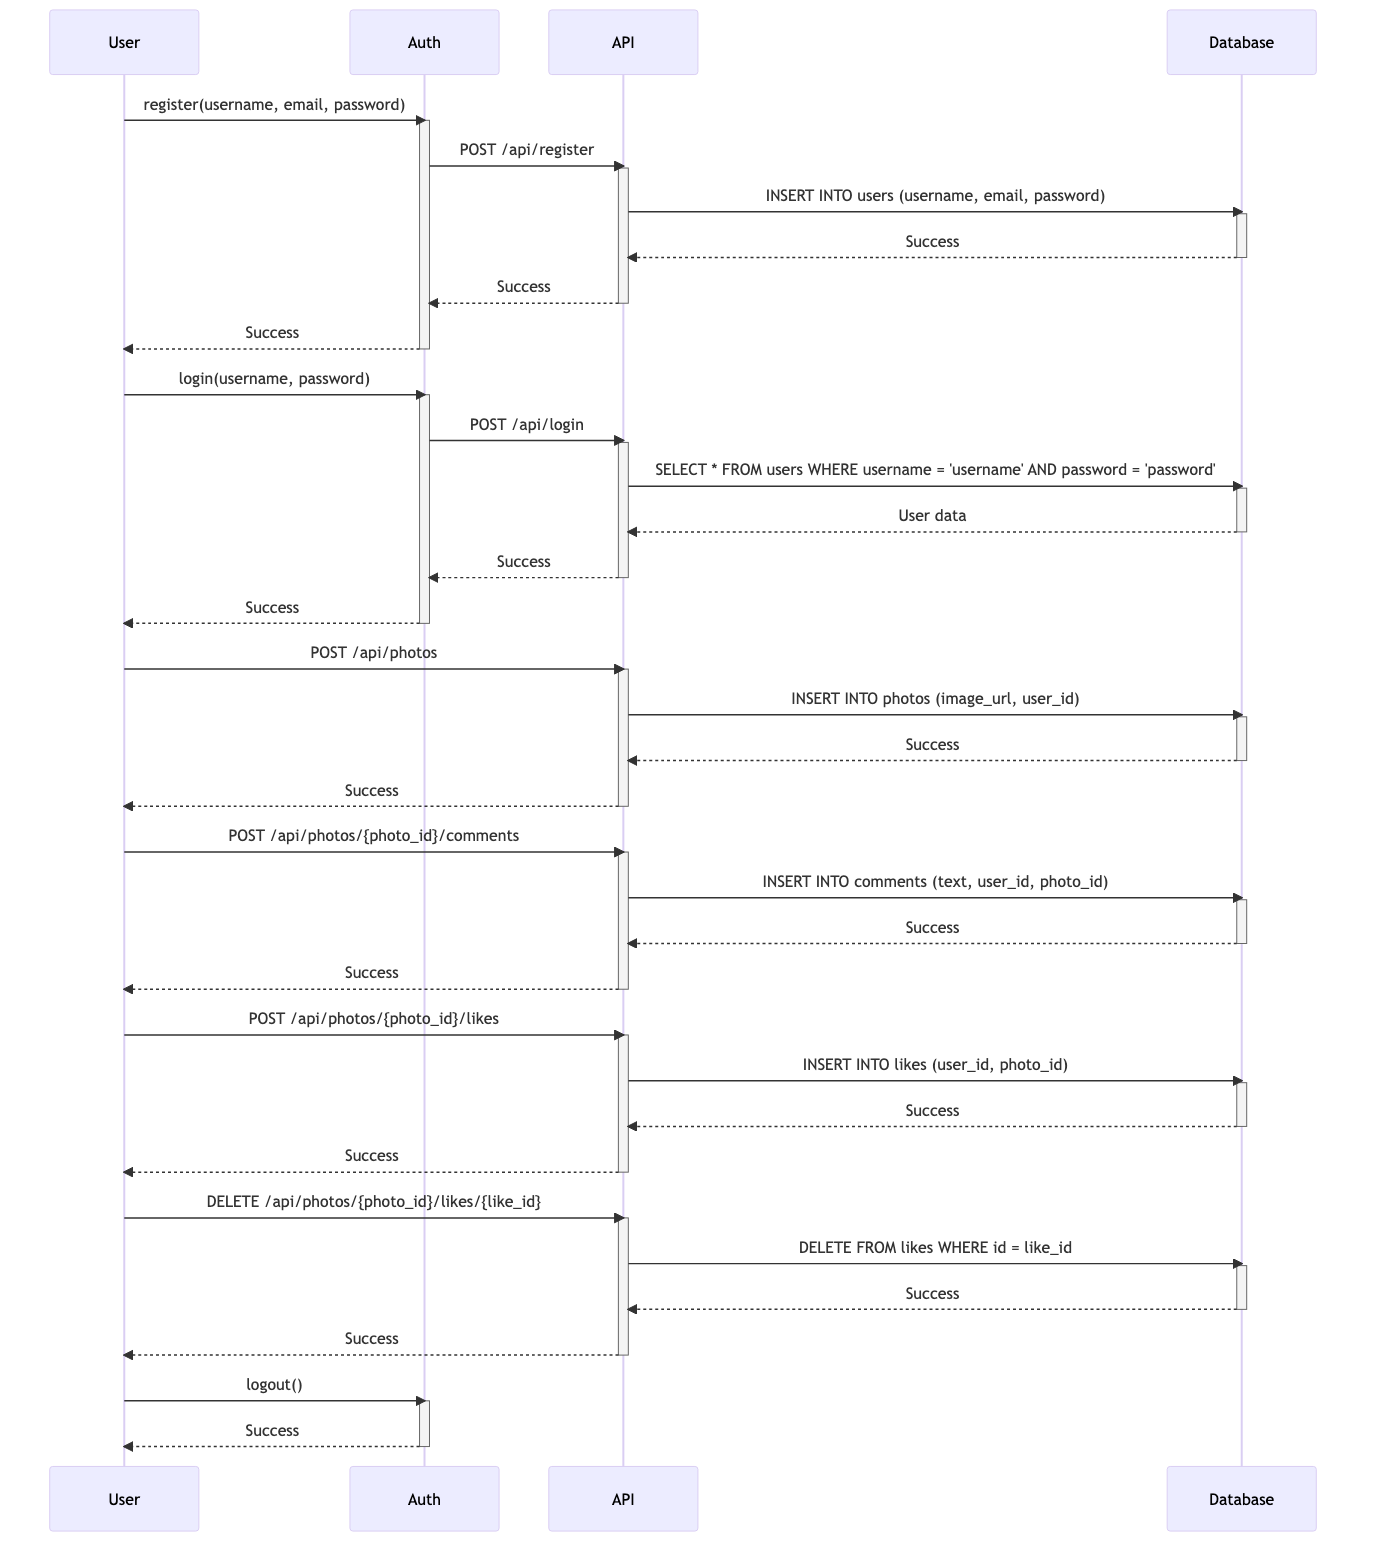 User
Auth
API
Database
register(username, email, password)
POST /api/register
INSERT INTO users (username, email, password)
Success
Success
Success
login(username, password)
POST /api/login
SELECT * FROM users WHERE username = 'username' AND password = 'password'
User data
Success
Success
POST /api/photos
INSERT INTO photos (image_url, user_id)
Success
Success
POST /api/photos/{photo_id}/comments
INSERT INTO comments (text, user_id, photo_id)
Success
Success
POST /api/photos/{photo_id}/likes
INSERT INTO likes (user_id, photo_id)
Success
Success
DELETE /api/photos/{photo_id}/likes/{like_id}
DELETE FROM likes WHERE id = like_id
Success
Success
logout()
Success
User
Auth
API
Database